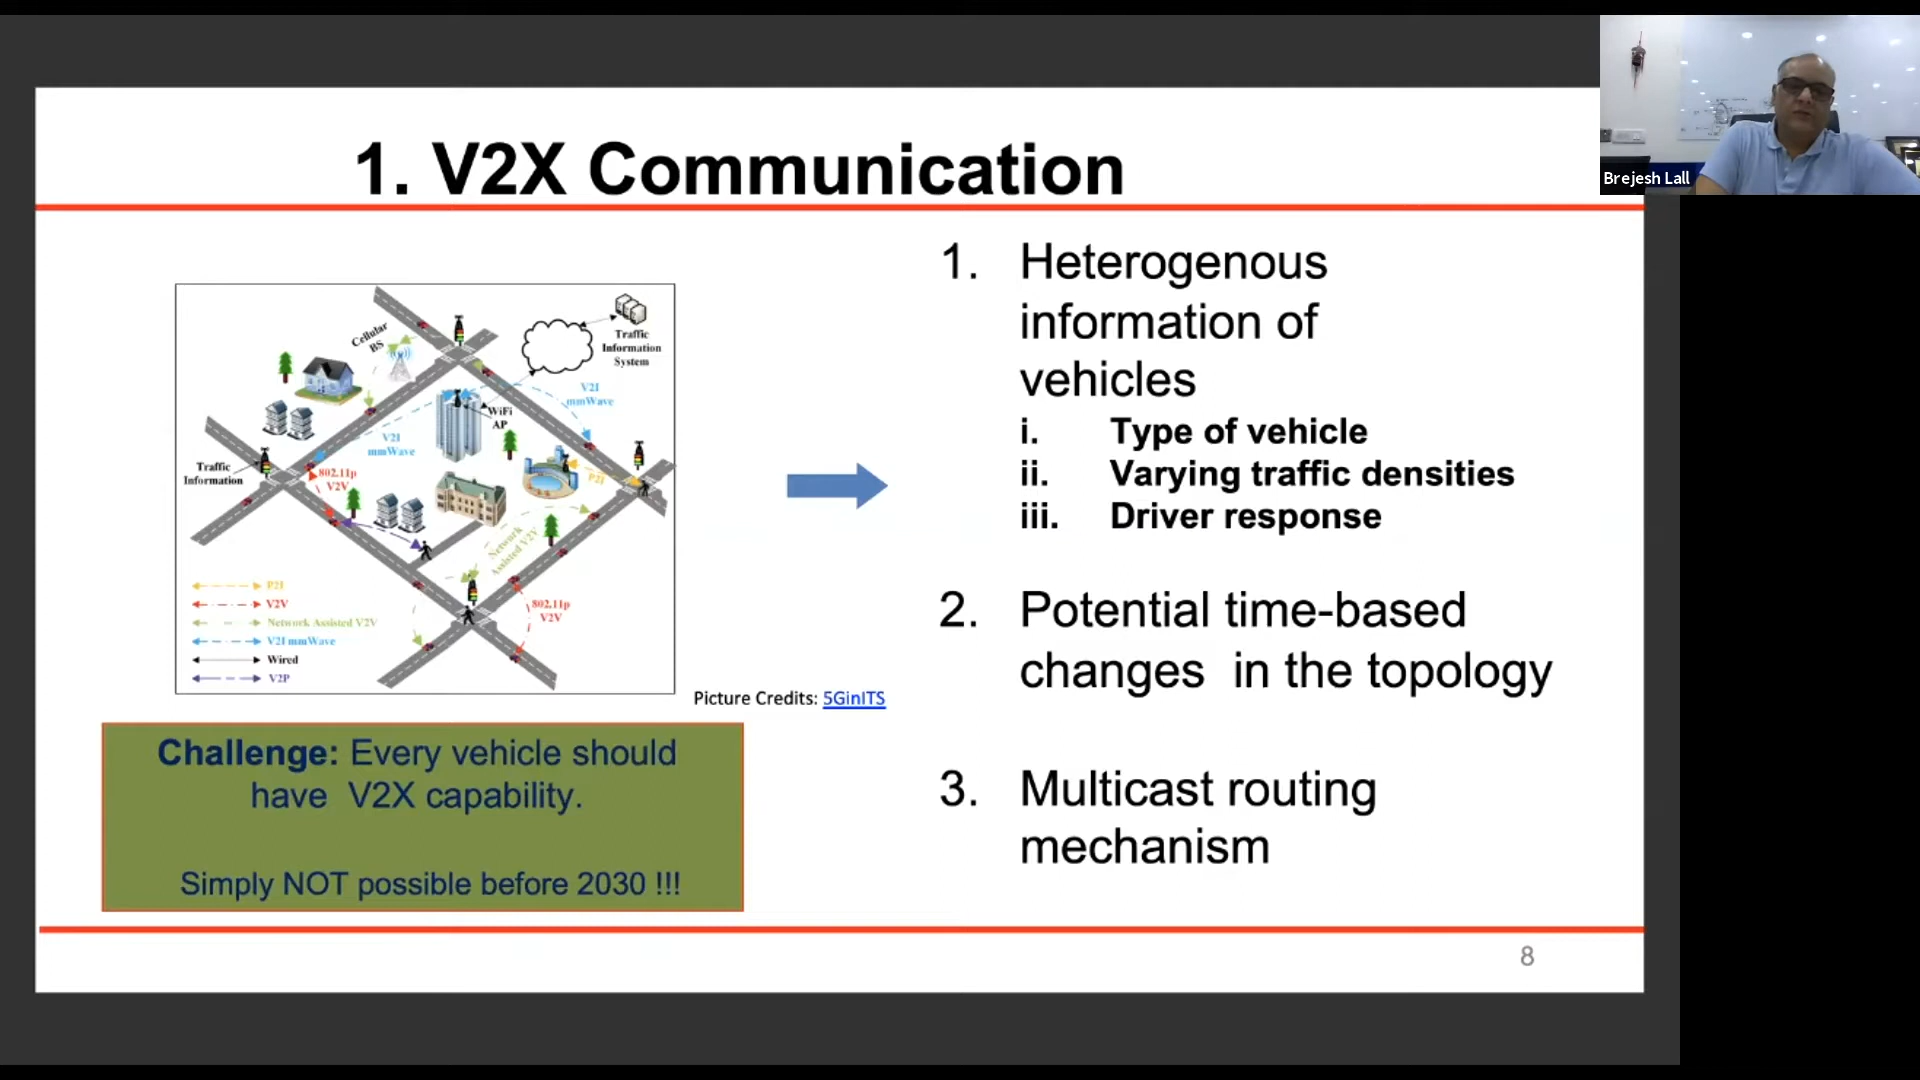 Brejesh Lall
1. V2X Communication
Cellular
BS
Traffic
Information
System
V2I
mmWave
WiFi
AP
V2I
mmWave
Traffic
Information
802.11p
V2V
P2I
Network
Assisted V2V
802.11p
V2V
P2I
V2V
Network Assisted V2V
V2I mmWave
Wired
V2P
Picture Credits: 5GinITS
Challenge: Every vehicle should
have V2X capability.
Simply NOT possible before 2030 !!!
1. Heterogenous
information of
vehicles
i. Type of vehicle
ii. Varying traffic densities
iii. Driver response
2. Potential time-based
changes in the topology
3. Multicast routing
mechanism
8